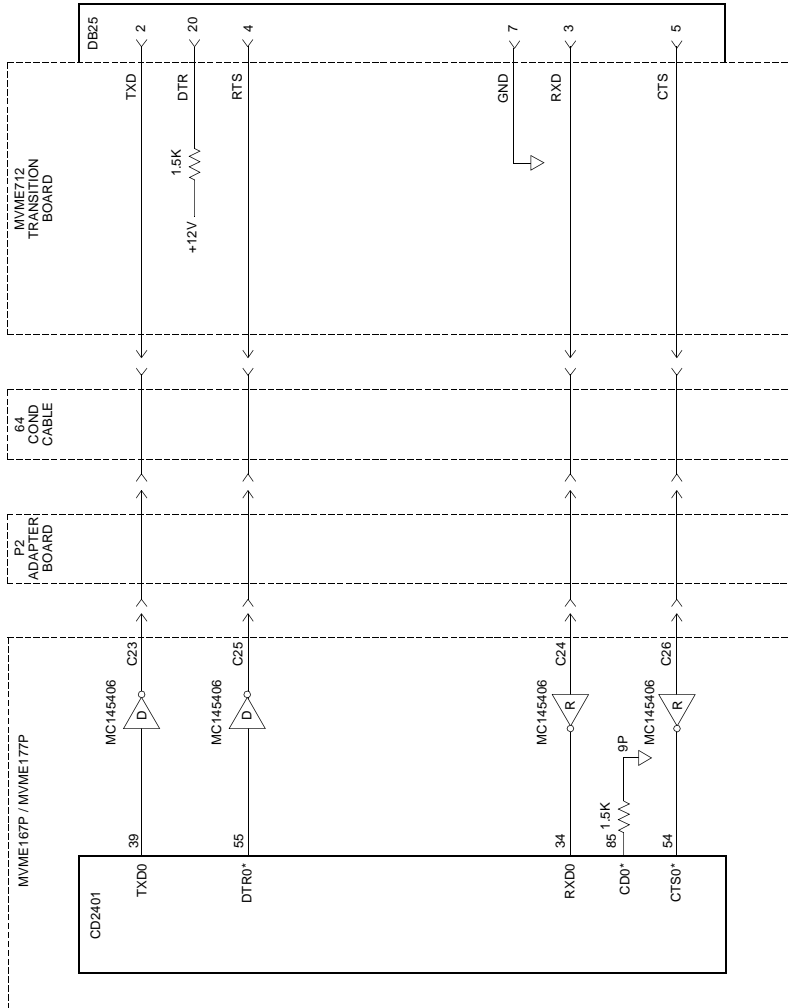 MVME167P / MVME177P
P2
ADAPTER
BOARD
64
COND
CABLE
MVME712
TRANSITION
BOARD
CD2401
DB25
TXD0
39
MC145406
D
C23
TXD
2
+12V
1.5K
DTR
20
DTR0*
55
MC145406
D
C25
RTS
4
GND
7
RXD0
34
MC145406
R
C24
RXD
3
CD0*
85
1.5K
9P
CTS0*
54
MC145406
R
C26
CTS
5